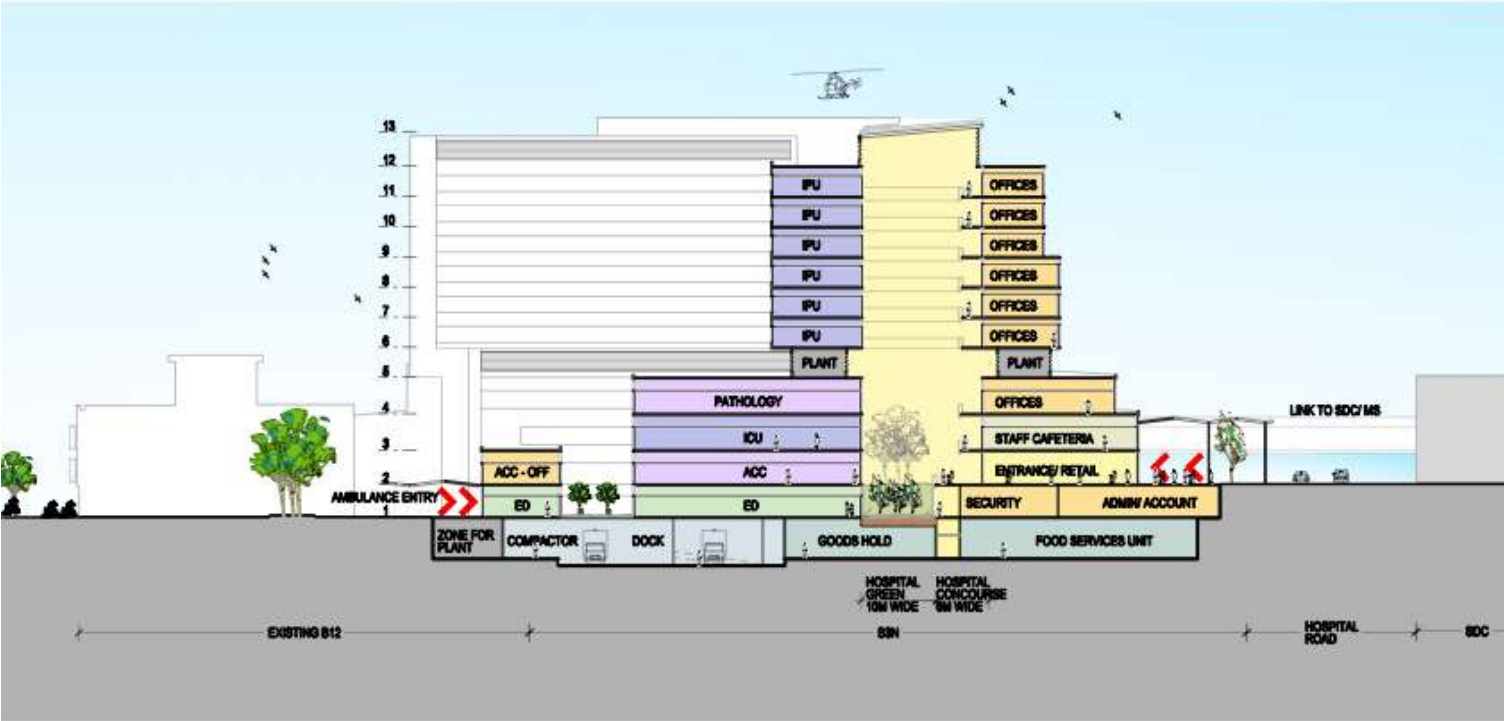 13
12
11
IPU
OFFICES
10
IPU
OFFICES
9
IPU
OFFICES
8
IPU
OFFICES
7
IPU
OFFICES
6
IPU
OFFICES
5
PLANT
PLANT
4
PATHOLOGY
OFFICES
LINK TO SDC/ MS
3
ICU
STAFF CAFETERIA
2
ACC - OFF
ACC
ENTRANCE/ RETAIL
AMBULANCE ENTRY
1
ED
ED
SECURITY
ADMIN/ ACCOUNT
ZONE FOR
PLANT
COMPACTOR
DOCK
GOODS HOLD
FOOD SERVICES UNIT
HOSPITAL
GREEN
10M WIDE
HOSPITAL
CONCOURSE
8M WIDE
EXISTING B12
HOSPITAL
ROAD
SDC